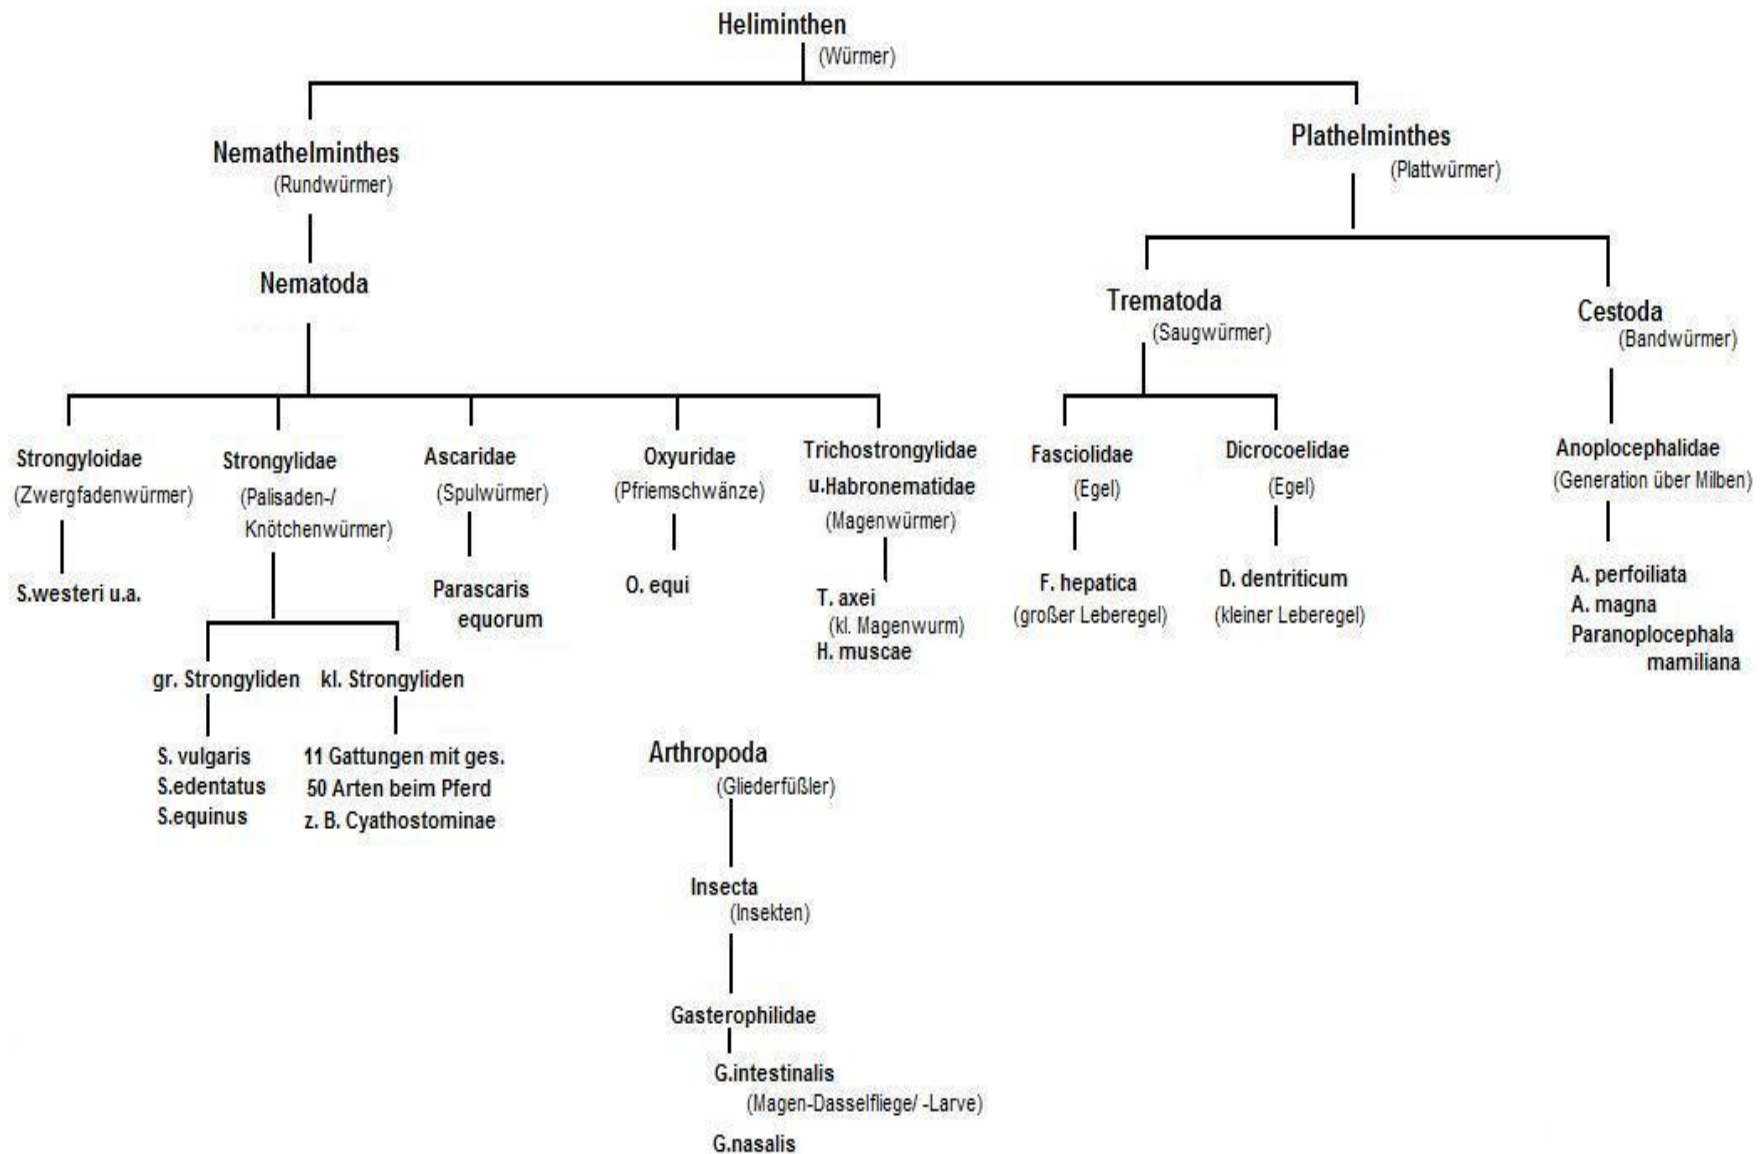 Heliminthen
(Würmer)
Nemathelminthes
(Rundwürmer)
Plathelminthes
(Plattwürmer)
Nematoda
Trematoda
(Saugwürmer)
Cestoda
(Bandwürmer)
Strongyloidae
(Zwergfadenwürmer)
S.westeri u.a.
Strongylidae
(Palisaden-/
Knötchenwürmer)
gr. Strongyliden
S. vulgaris
S.edentatus
S.equinus
kl. Strongyliden
11 Gattungen mit ges.
50 Arten beim Pferd
z. B. Cyathostominae
Ascaridae
(Spulwürmer)
Parascaris
equorum
Oxyuridae
(Pfriemschwänze)
O. equi
Trichostrongylidae
u.Habronematidae
(Magenwürmer)
T. axei
(kl. Magenwurm)
H. muscae
Fasciolidae
(Egel)
F. hepatica
(großer Leberegel)
Dicrocoelidae
(Egel)
D. dentriticum
(kleiner Leberegel)
Anoplocephalidae
(Generation über Milben)
A. perfoiliata
A. magna
Paranoplocephala
mamiliana
Arthropoda
(Gliederfüßler)
Insecta
(Insekten)
Gasterophilidae
G.intestinalis
(Magen-Dasselfliege/ -Larve)
G.nasalis